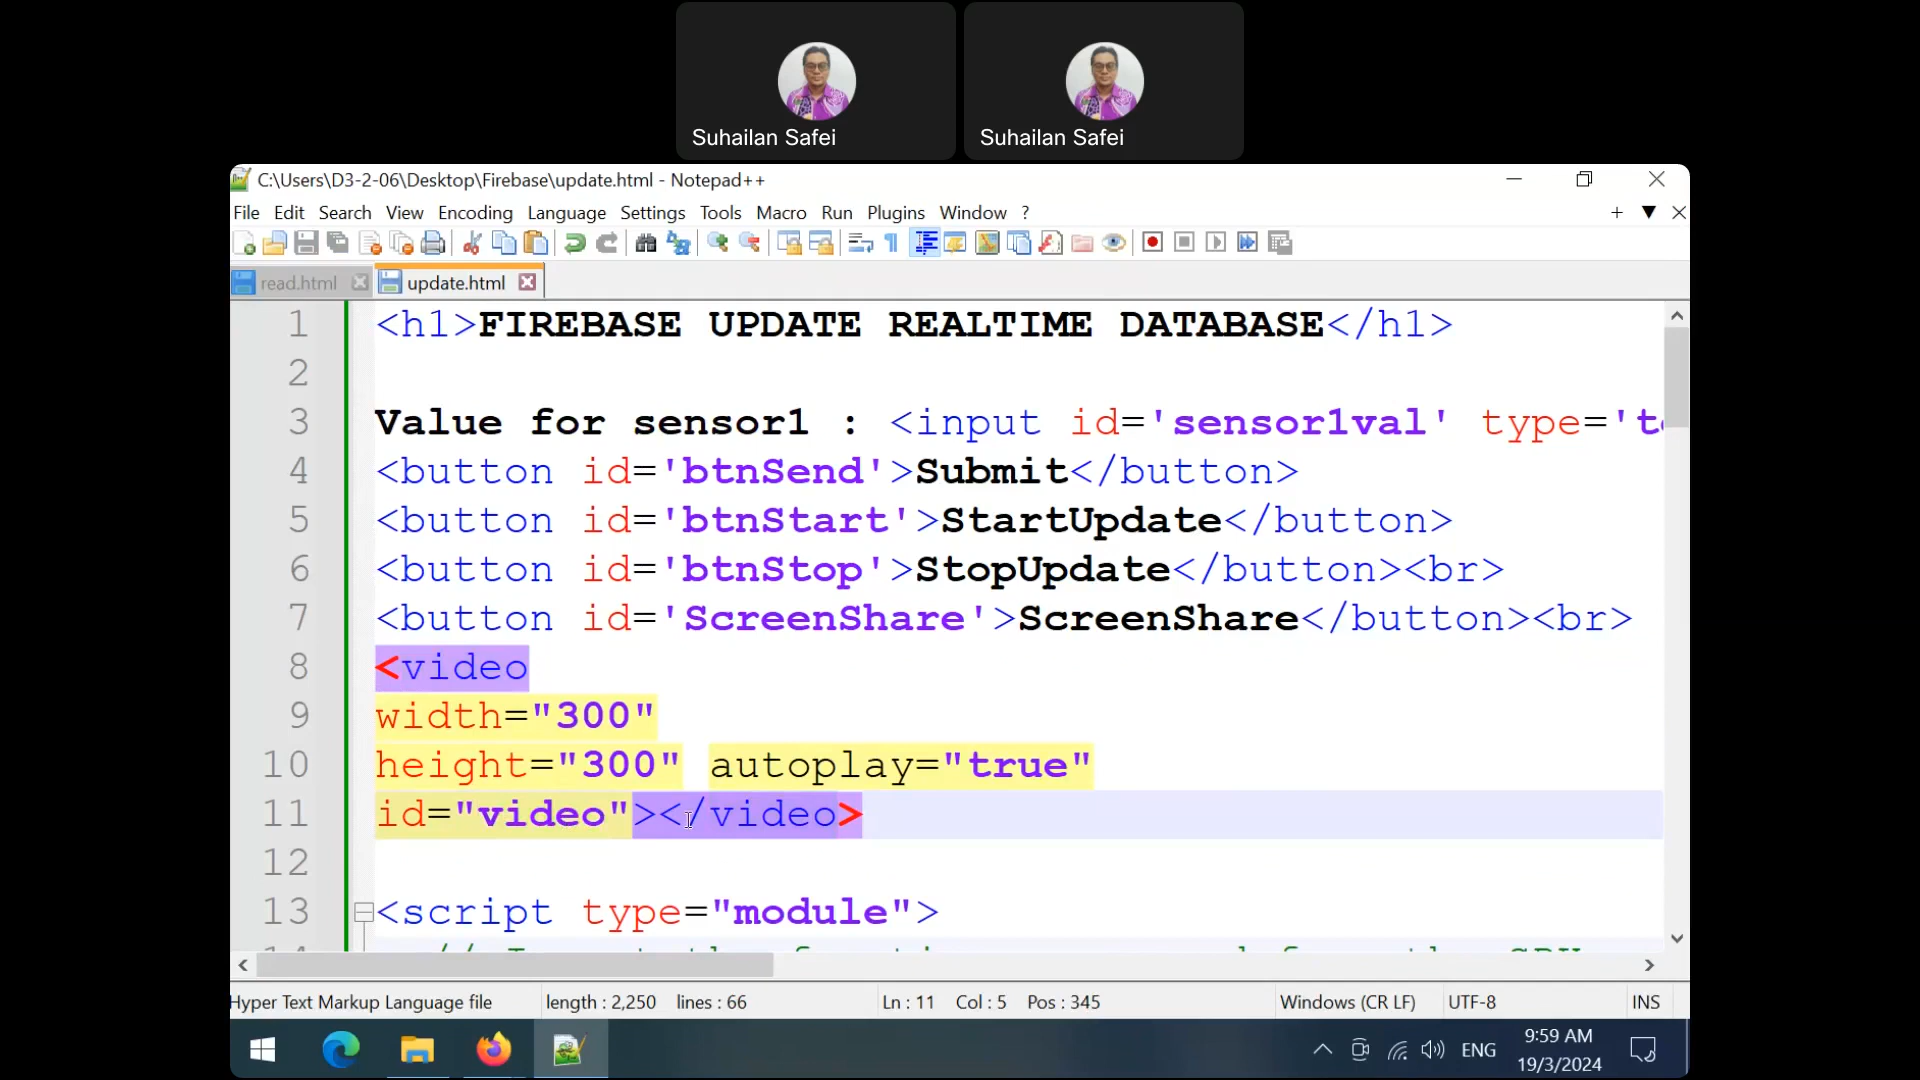 Suhailan Safei
Suhailan Safei
C:\Users\D3-2-06\Desktop\Firebase\update.html - Notepad++
File Edit Search View Encoding Language Settings Tools Macro Run Plugins Window ?
read.html update.html
1 <h1>FIREBASE UPDATE REALTIME DATABASE</h1>
2
3 Value for sensor1 : <input id='sensor1val' type='
4 <button id='btnSend'>Submit</button>
5 <button id='btnStart'>StartUpdate</button>
6 <button id='btnStop'>StopUpdate</button><br>
7 <button id='ScreenShare'>ScreenShare</button><br>
8 <video
9 width="300"
10 height="300" autoplay="true"
11 id="video"></video>
12
13 <script type="module">
Hyper Text Markup Language file length : 2,250 lines : 66 Ln : 11 Col : 5 Pos : 345 Windows (CR LF) UTF-8 INS
ENG 9:59 AM
19/3/2024